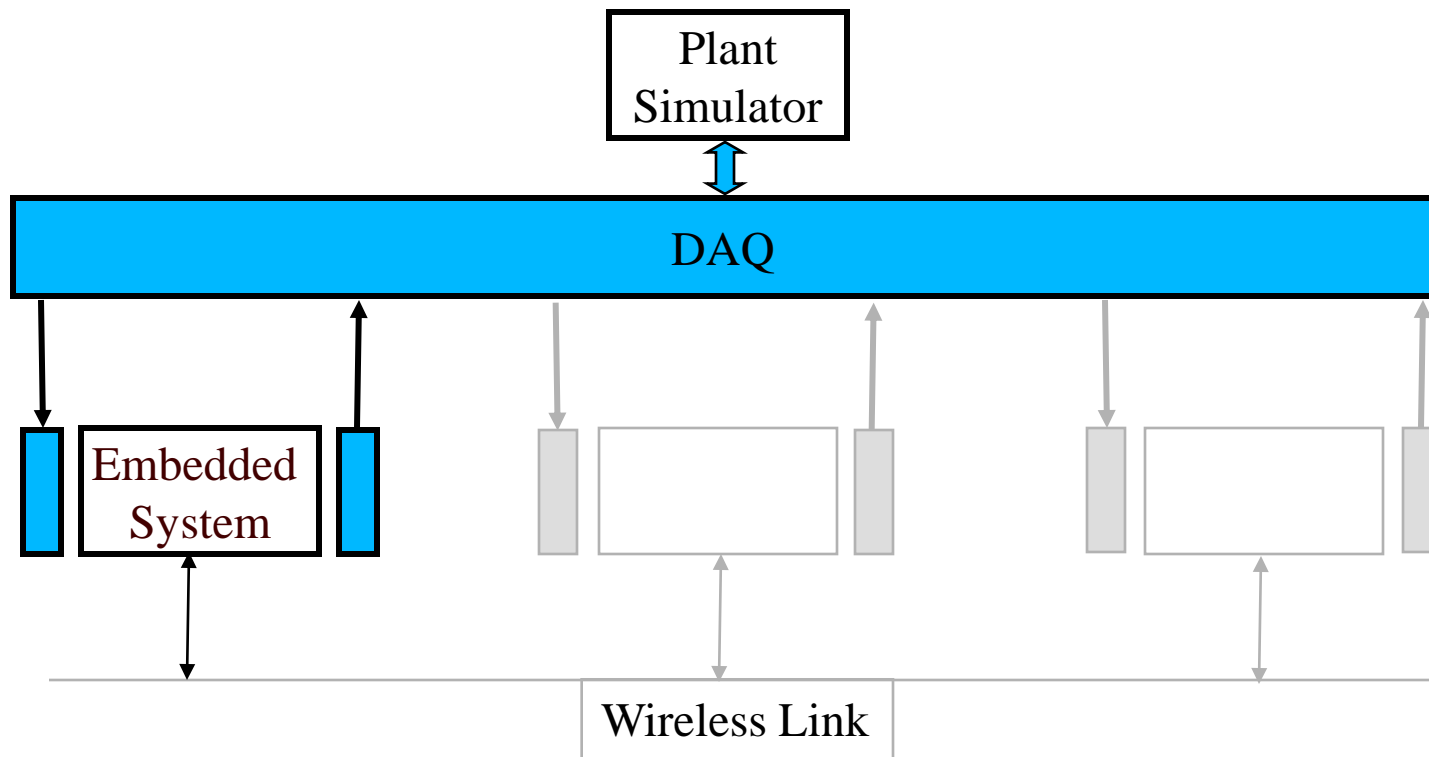 Plant
Simulator
DAQ
Embedded
System
Wireless Link